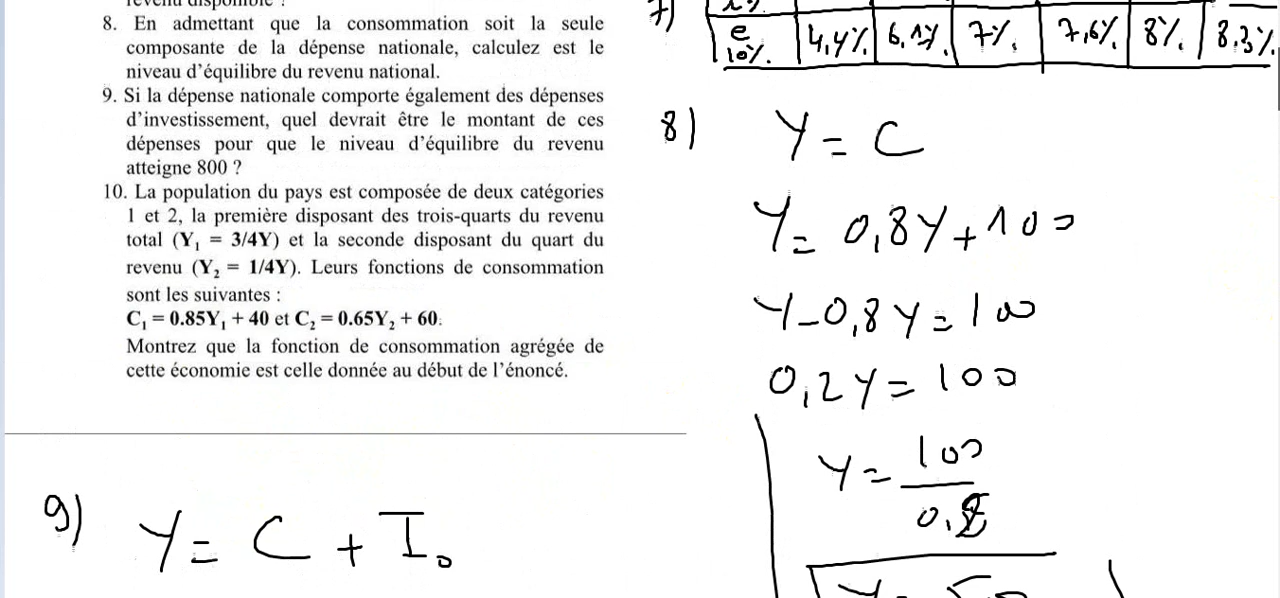 revenu disponible ?
8. En admettant que la consommation soit la seule
composante de la dépense nationale, calculez est le
niveau d'équilibre du revenu national.
9. Si la dépense nationale comporte également des dépenses
d'investissement, quel devrait être le montant de ces
dépenses pour que le niveau d'équilibre du revenu
atteigne 800 ?
10. La population du pays est composée de deux catégories
1 et 2, la première disposant des trois-quarts du revenu
total (Y₁ = 3/4Y) et la seconde disposant du quart du
revenu (Y₂ = 1/4Y). Leurs fonctions de consommation
sont les suivantes :
C₁ = 0.85Y₁ + 40 et C₂ = 0.65Y₂ + 60.
Montrez que la fonction de consommation agrégée de
cette économie est celle donnée au début de l'énoncé.
9) Y = C + I₀
7)
e 10% 4,4% 6,1% 7% 7,6% 8% 8,3%
8) Y = C
Y = 0,8Y + 100
Y - 0,8Y = 100
0,2Y = 100
Y = 100
0,2